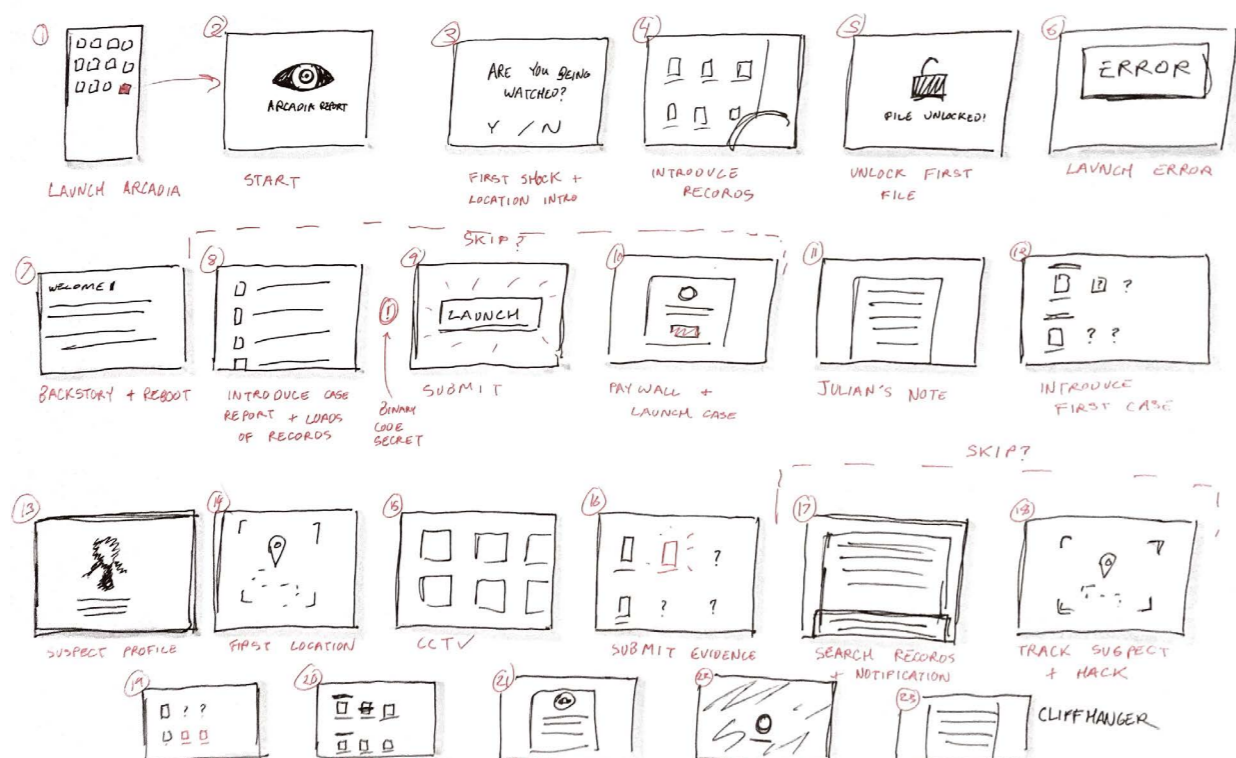 1
LAUNCH ARCADIA
2
ARCADIA REPORT
START
3
ARE YOU BEING
WATCHED?
Y / N
FIRST SHOCK +
LOCATION INTRO
4
INTRODUCE
RECORDS
5
FILE UNLOCKED!
UNLOCK FIRST
FILE
6
ERROR
LAUNCH ERROR
SKIP?
7
WELCOME!
BACKSTORY + REBOOT
8
INTRODUCE CASE
REPORT + LOADS
OF RECORDS
!
BINARY
CODE
SECRET
9
LAUNCH
SUBMIT
10
PAYWALL +
LAUNCH CASE
11
JULIAN'S NOTE
12
? ?
? ?
INTRODUCE
FIRST CASE
SKIP?
13
SUSPECT PROFILE
14
FIRST LOCATION
15
CCTV
16
?
? ?
SUBMIT EVIDENCE
17
SEARCH RECORDS
+ NOTIFICATION
18
TRACK SUSPECT
+ HACK
19
? ?
20
21
22
23
CLIFFHANGER